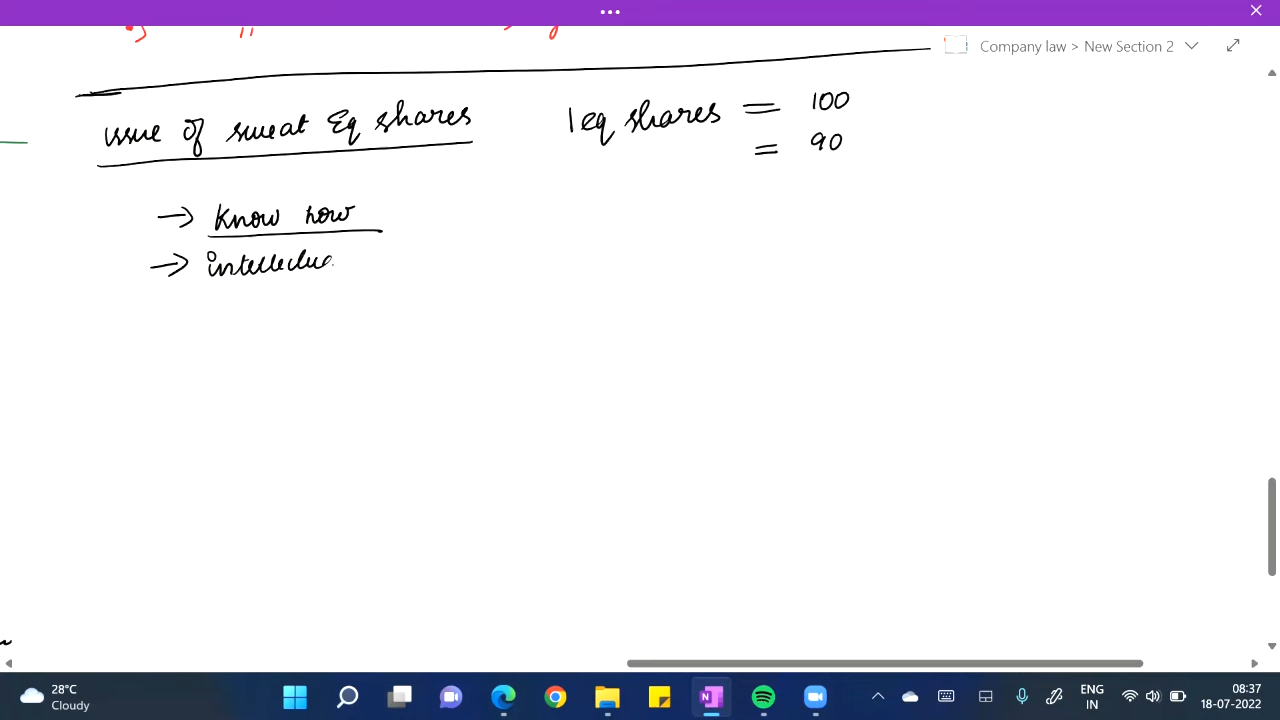 Company law > New Section 2
issue of sweat Eq shares
1 eq shares = 100
= 90
→ Know how
→ intellectu
28°C
Cloudy
ENG
IN
08:37
18-07-2022